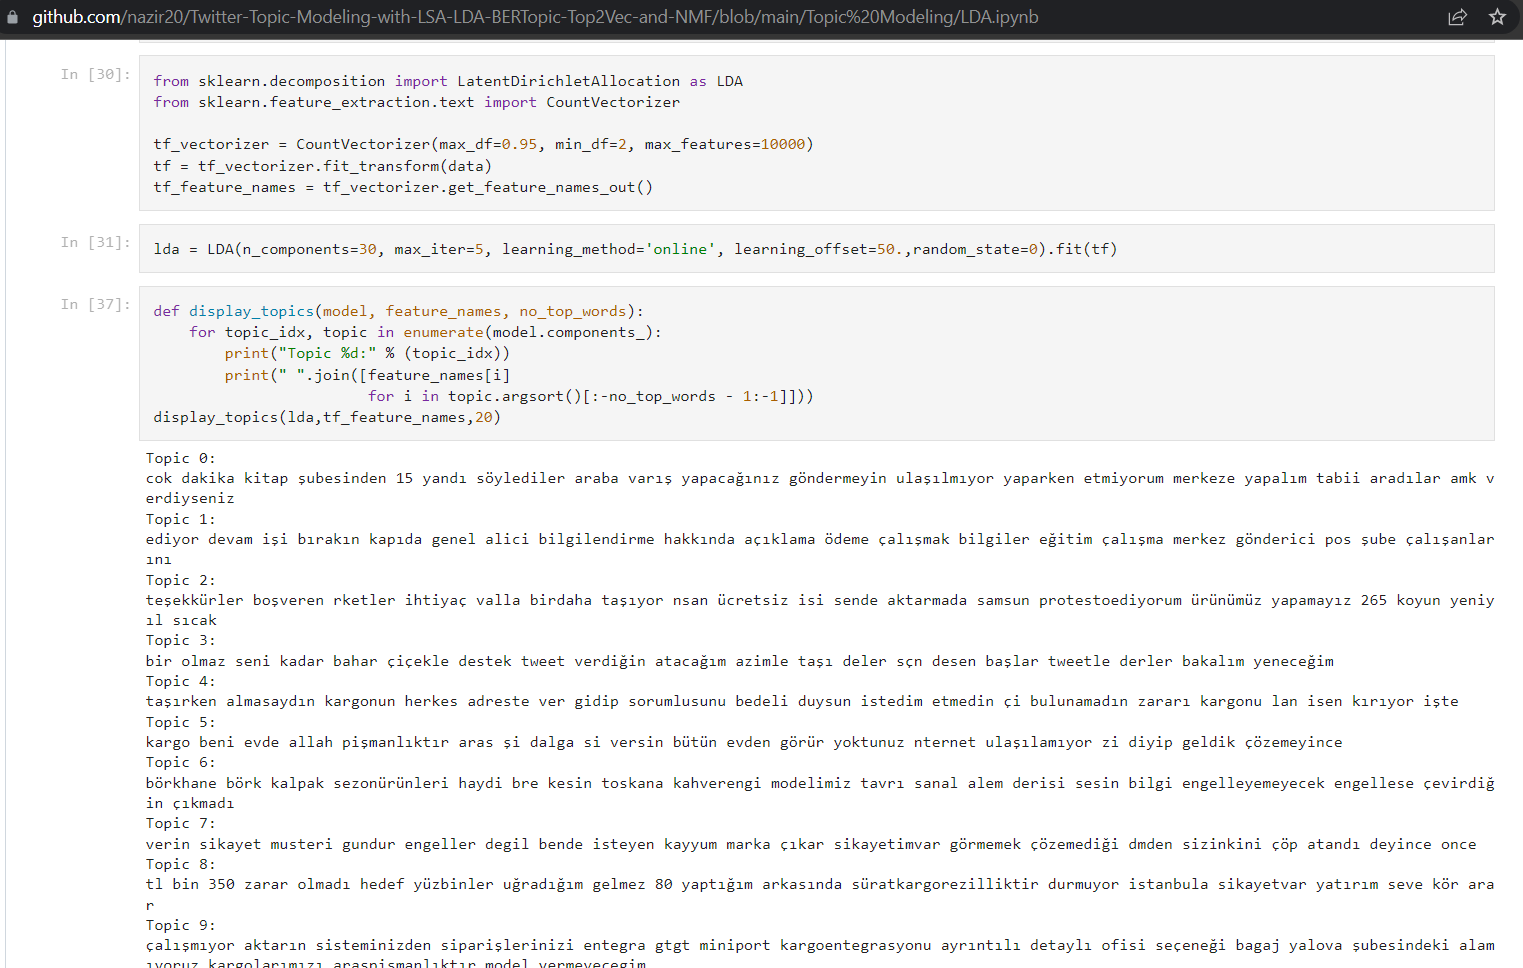 github.com/nazir20/Twitter-Topic-Modeling-with-LSA-LDA-BERTopic-Top2Vec-and-NMF/blob/main/Topic%20Modeling/LDA.ipynb
In [30]:
from sklearn.decomposition import LatentDirichletAllocation as LDA
from sklearn.feature_extraction.text import CountVectorizer
tf_vectorizer = CountVectorizer(max_df=0.95, min_df=2, max_features=10000)
tf = tf_vectorizer.fit_transform(data)
tf_feature_names = tf_vectorizer.get_feature_names_out()
In [31]:
lda = LDA(n_components=30, max_iter=5, learning_method='online', learning_offset=50.,random_state=0).fit(tf)
In [37]:
def display_topics(model, feature_names, no_top_words):
    for topic_idx, topic in enumerate(model.components_):
        print("Topic %d:" % (topic_idx))
        print(" ".join([feature_names[i]
                        for i in topic.argsort()[:-no_top_words - 1:-1]]))
display_topics(lda,tf_feature_names,20)
Topic 0:
cok dakika kitap şubesinden 15 yandı söylediler araba varış yapacağınız göndermeyin ulaşılmıyor yaparken etmiyorum merkeze yapalım tabii aradılar amk v
erdiyseniz
Topic 1:
ediyor devam işi bırakın kapıda genel alici bilgilendirme hakkında açıklama ödeme çalışmak bilgiler eğitim çalışma merkez gönderici pos şube çalışanlar
ını
Topic 2:
teşekkürler boşveren rketler ihtiyaç valla birdaha taşıyor nsan ücretsiz isi sende aktarmada samsun protestoediyorum ürünümüz yapamayız 265 koyun yeniy
ıl sıcak
Topic 3:
bir olmaz seni kadar bahar çiçekle destek tweet verdiğin atacağım azimle taşı deler sçn desen başlar tweetle derler bakalım yeneceğim
Topic 4:
taşırken almasaydın kargonun herkes adreste ver gidip sorumlusunu bedeli duysun istedim etmedin çi bulunamadın zararı kargonu lan isen kırıyor işte
Topic 5:
kargo beni evde allah pişmanlıktır aras şi dalga si versin bütün evden görür yoktunuz nternet ulaşılamıyor zi diyip geldik çözemeyince
Topic 6:
börkhane börk kalpak sezonürünleri haydi bre kesin toskana kahverengi modelimiz tavrı sanal alem derisi sesin bilgi engelleyemeyecek engellese çevirdiğ
in çıkmadı
Topic 7:
verin sikayet musteri gundur engeller degil bende isteyen kayyum marka çıkar sikayetimvar görmemek çözemediği dmden sizinkini çöp atandı deyince once
Topic 8:
tl bin 350 zarar olmadı hedef yüzbinler uğradığım gelmez 80 yaptığım arkasında süratkargorezilliktir durmuyor istanbula sikayetvar yatırım seve kör ara
r
Topic 9:
çalışmıyor aktarın sisteminizden siparişlerinizi entegra gtgt miniport kargoentegrasyonu ayrıntılı detaylı ofisi seçeneği bagaj yalova şubesindeki alam
ıyoruz kargolarımızı araspişmanlıktır model vermeyeceğim